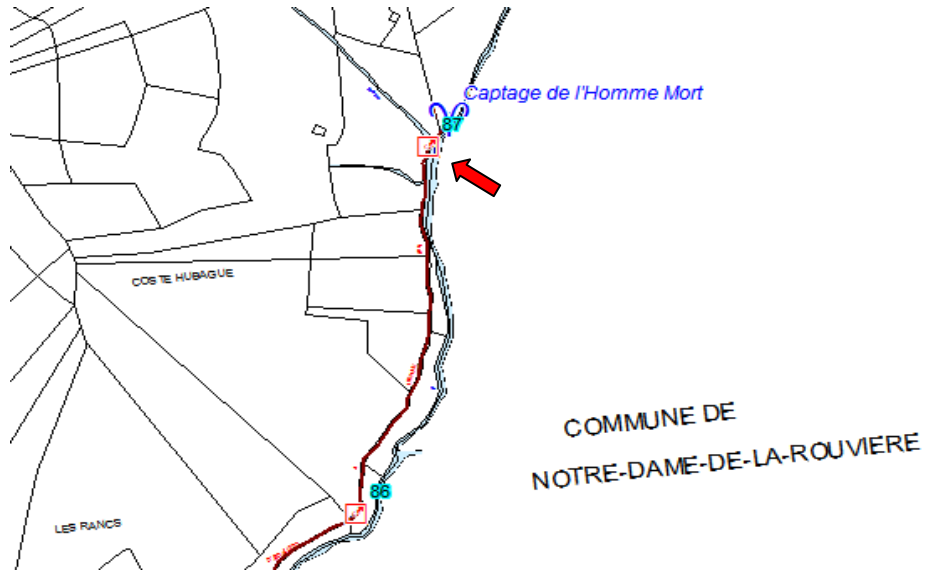 Captage de l'Homme Mort
87
COSTE HUBAGUE
COMMUNE DE
NOTRE-DAME-DE-LA-ROUVIERE
86
LES RANCS